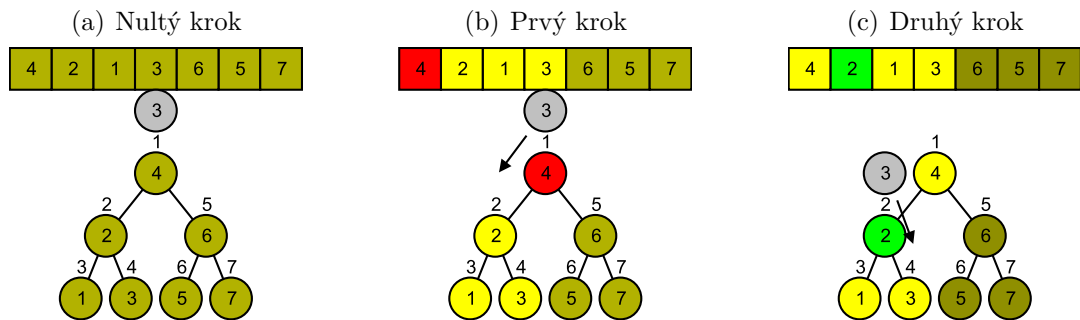 (a) Nultý krok (b) Prvý krok (c) Druhý krok
4 2 1 3 6 5 7 4 2 1 3 6 5 7 4 2 1 3 6 5 7
3 3
1 1 1
4 4 3 4
2 5 2 5 2 5
2 6 2 6 2 6
3 4 6 7 3 4 6 7 3 4 6 7
1 3 5 7 1 3 5 7 1 3 5 7